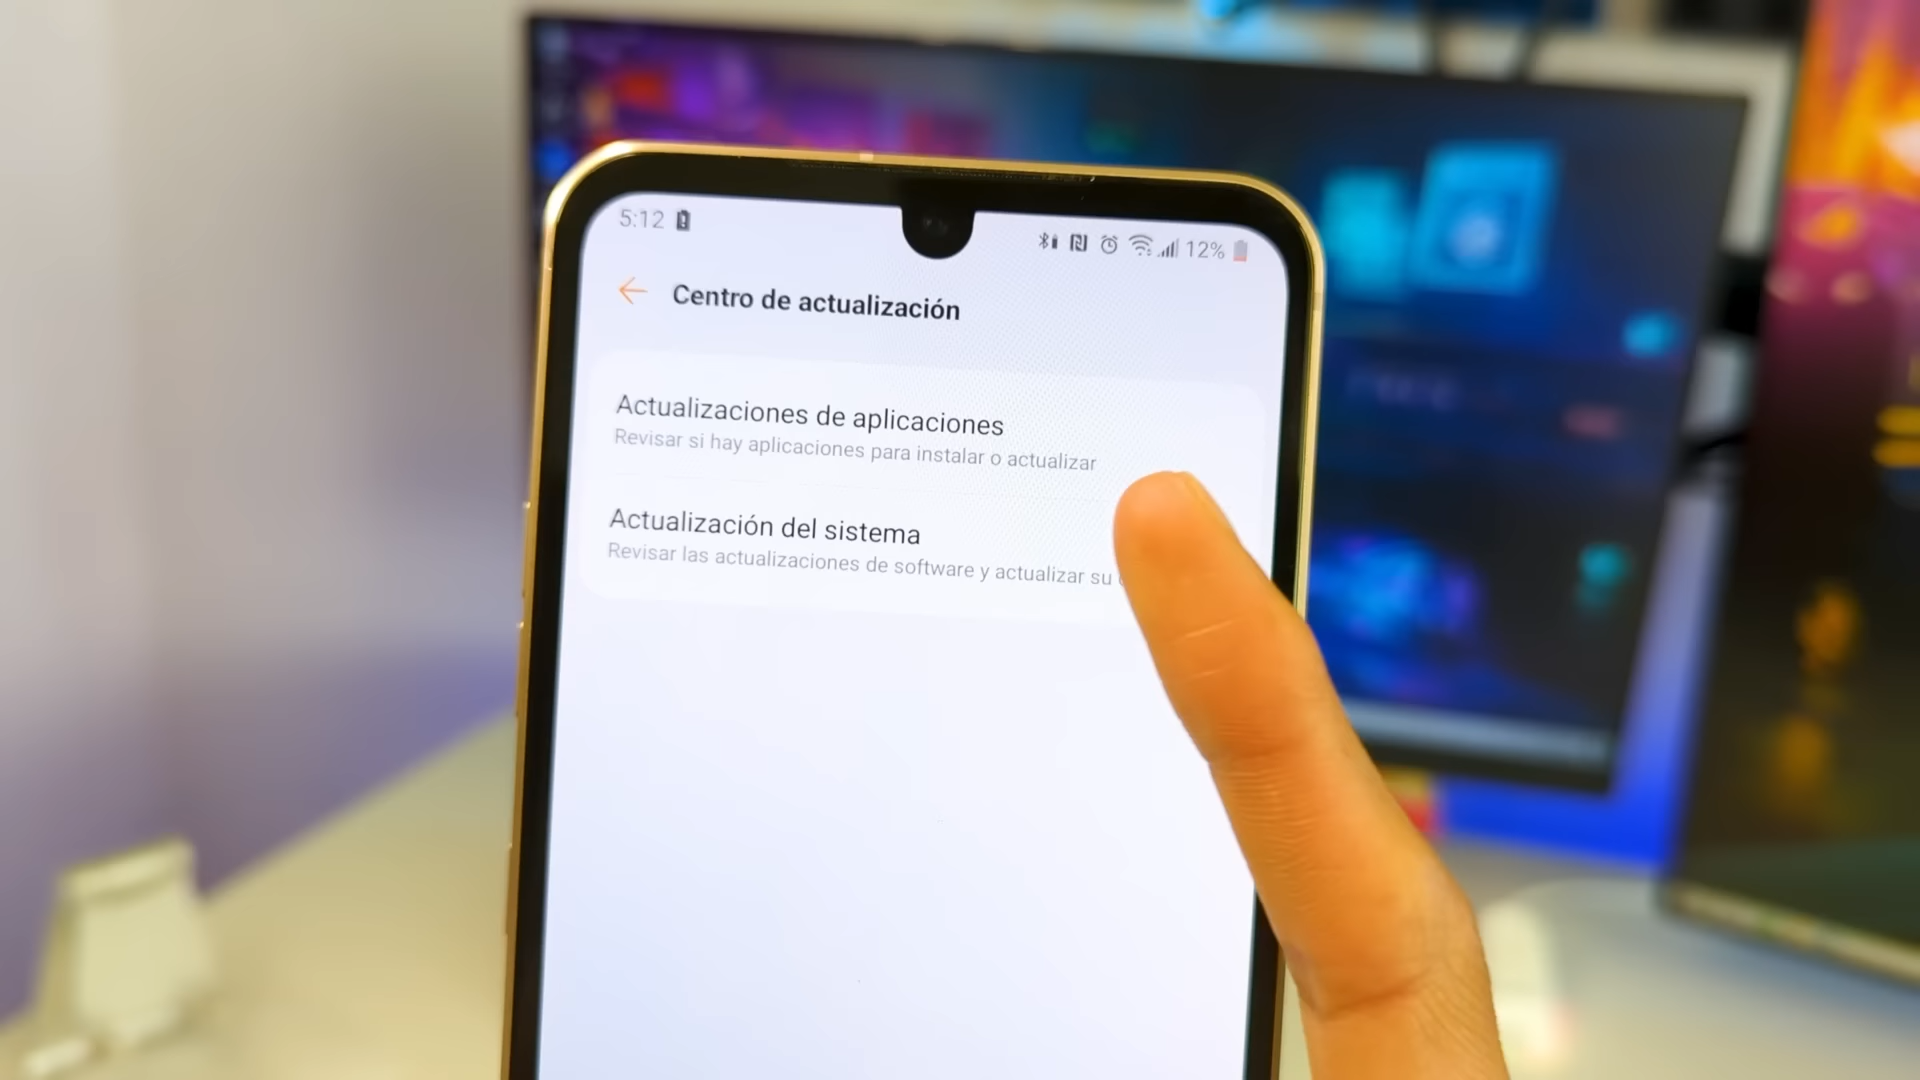 5:12
12%
Centro de actualización
Actualizaciones de aplicaciones
Revisar si hay aplicaciones para instalar o actualizar
Actualización del sistema
Revisar las actualizaciones de software y actualizar su